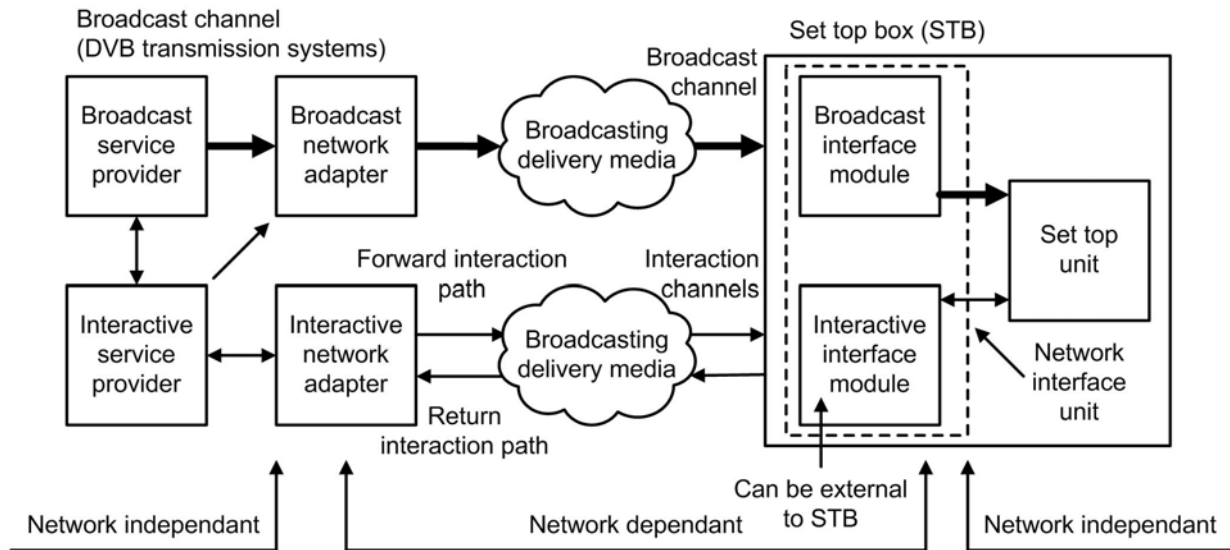 Broadcast channel
(DVB transmission systems)
Set top box (STB)
Broadcast
channel
Broadcast
service
provider
Broadcast
network
adapter
Broadcasting
delivery media
Broadcast
interface
module
Set top
unit
Forward interaction
path
Interaction
channels
Interactive
service
provider
Interactive
network
adapter
Broadcasting
delivery media
Interactive
interface
module
Network
interface
unit
Return
interaction path
Can be external
to STB
Network independant
Network dependant
Network independant